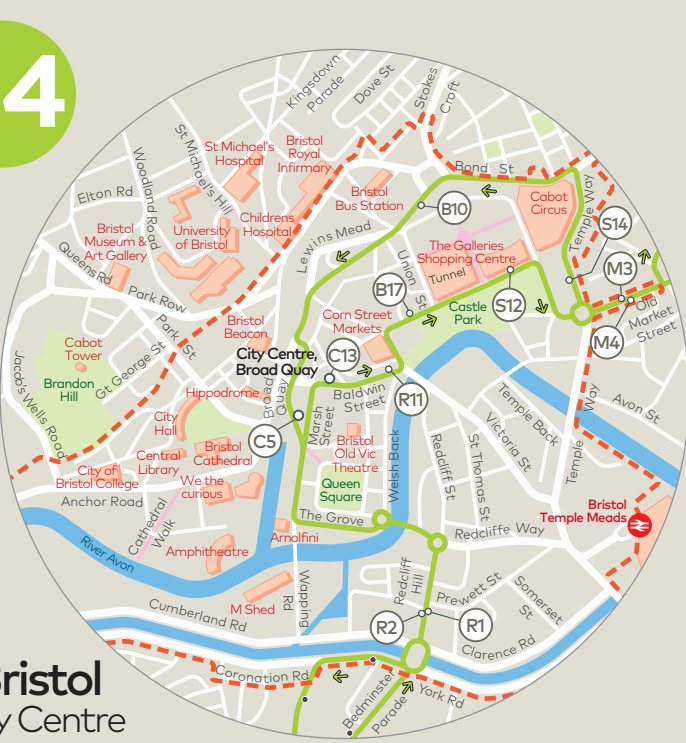 4
Kingsdown
Parade
Dove St
Stokes
Croft
St Michael's
Hospital
Bristol
Royal
Infirmary
St Michael's Hill
Woodland Road
Elton Rd
Bond St
Bristol
Bus Station
B10
Cabot
Circus
Temple Way
S14
Childrens
Hospital
University
of Bristol
Bristol
Museum &
Art Gallery
Queens Rd
Park Row
Lewins Mead
The Galleries
Shopping Centre
Tunnel
Union St
B17
M3
S12
Castle
Park
Old
Market
Street
M4
Park St
Bristol
Beacon
Corn Street
Markets
City Centre,
Broad Quay
C13
Cabot
Tower
Gt George St
Brandon
Hill
Jacob's Wells Road
Hippodrome
Broad
Quay
Marsh
Street
Baldwin
Street
R11
Temple Back
Victoria St
Way
Avon St
City
Hall
C5
Bristol
Cathedral
Central
Library
Bristol
Old Vic
Theatre
Welsh Back
Redcliff St
St Thomas St
Temple
City of
Bristol College
We the
curious
Queen
Square
Anchor Road
Cathedral
Walk
The Grove
Redcliffe Way
Bristol
Temple Meads
River Avon
Amphitheatre
Arnolfini
Wapping
Rd
M Shed
Redcliff
Hill
Prewett St
Somerset
St
Cumberland Rd
R2
R1
Clarence Rd
Coronation Rd
Bedminster
Parade
York Rd
Bristol
y Centre